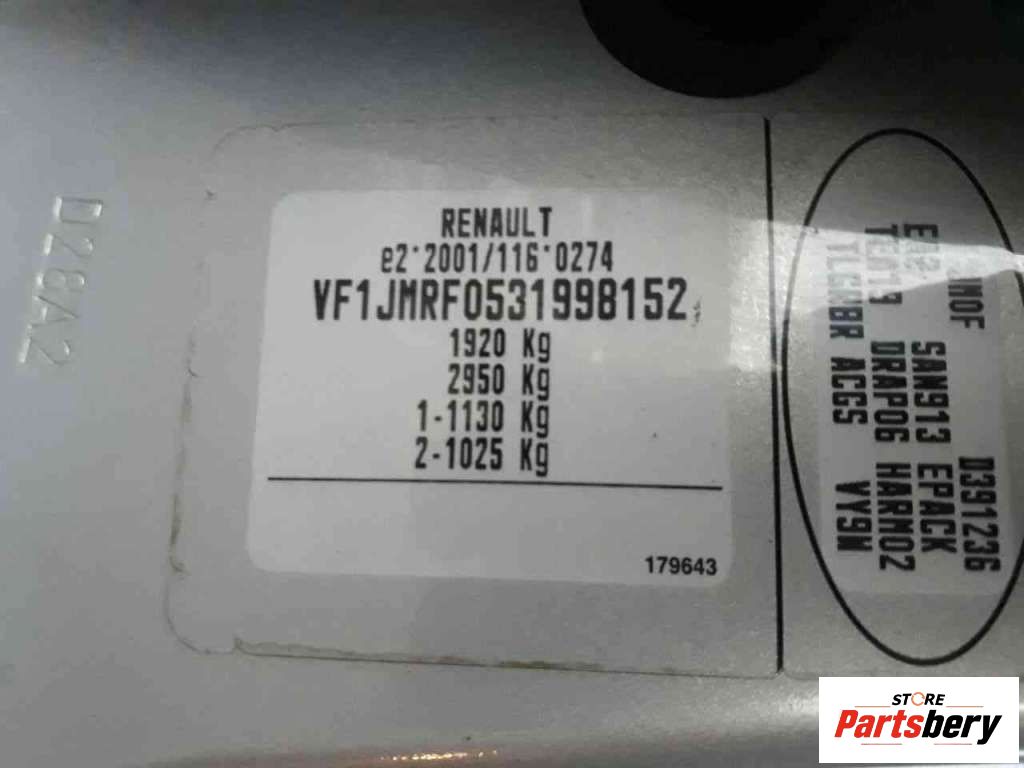 D28A2
RENAULT
e2*2001/116*0274
VF1JMRF0531998152
1920 Kg
2950 Kg
1-1130 Kg
2-1025 Kg
179643
D391236
SAN913 EPACK
DRAP06 HARM02
ACGS VY9N
STORE
Partsbery